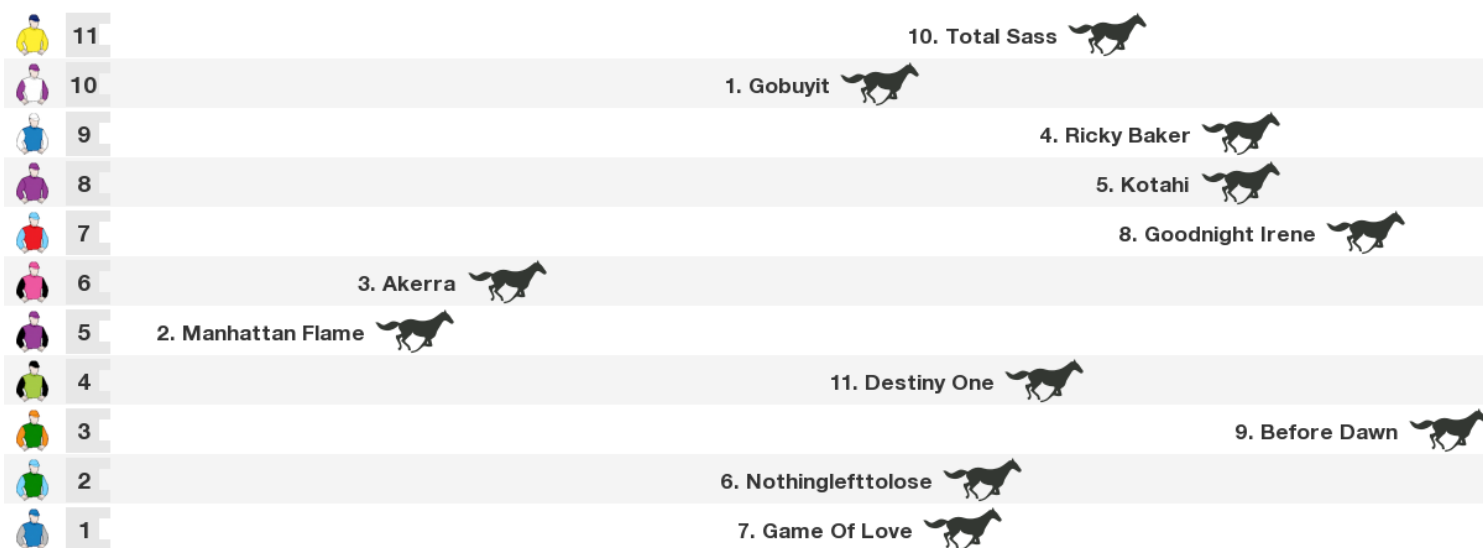 11 10. Total Sass
10 1. Gobuyit
9 4. Ricky Baker
8 5. Kotahi
7 8. Goodnight Irene
6 3. Akerra
5 2. Manhattan Flame
4 11. Destiny One
3 9. Before Dawn
2 6. Nothinglefttolose
1 7. Game Of Love